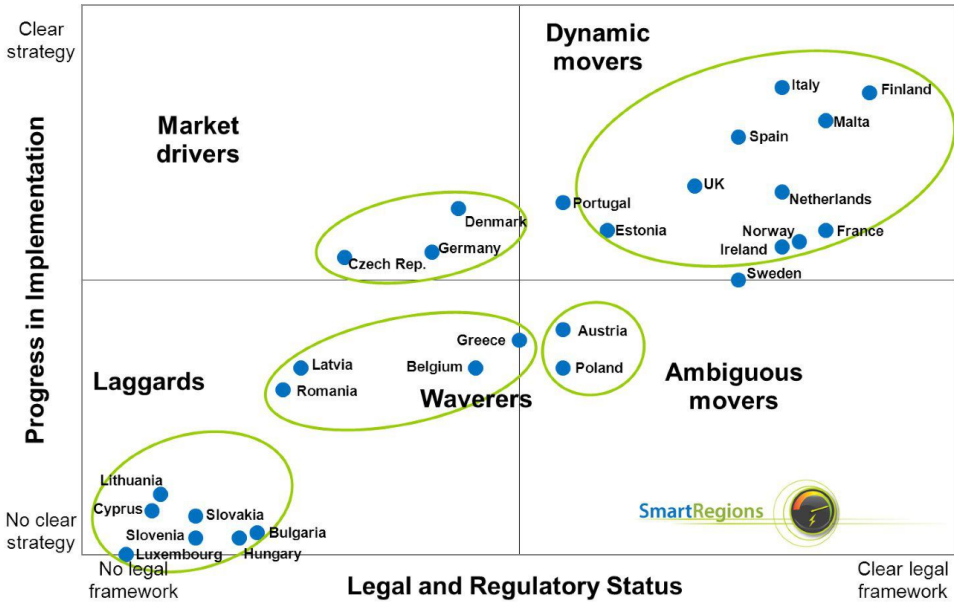 Clear
strategy
Dynamic
movers
Italy
Finland
Malta
Market
drivers
Spain
UK
Netherlands
Portugal
Denmark
Estonia
Norway
France
Germany
Ireland
Czech Rep.
Sweden
Progress in Implementation
Austria
Greece
Latvia
Belgium
Poland
Laggards
Ambiguous
movers
Romania
Waverers
Lithuania
Cyprus
Slovakia
SmartRegions
No clear
strategy
Slovenia
Bulgaria
Luxembourg
Hungary
No legal
framework
Legal and Regulatory Status
Clear legal
framework